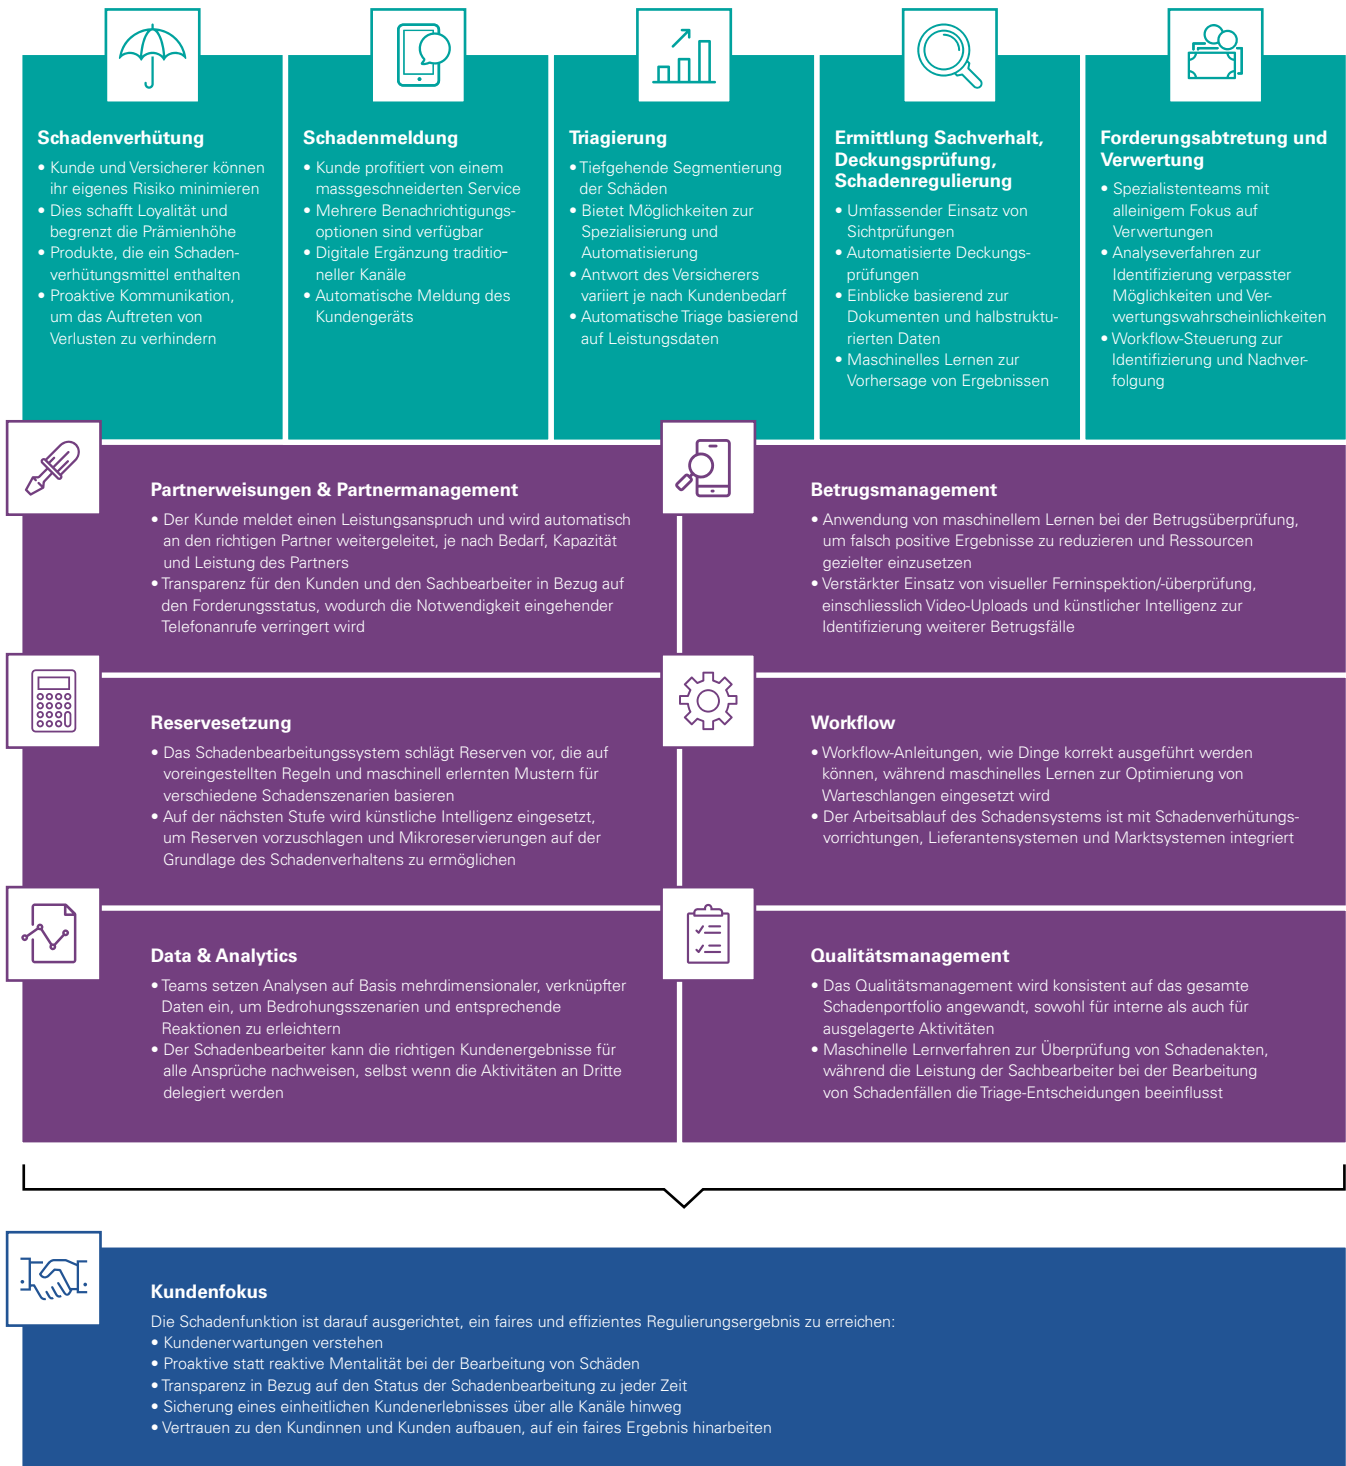 Schadenverhütung
• Kunde und Versicherer können
ihr eigenes Risiko minimieren
• Dies schafft Loyalität und
begrenzt die Prämienhöhe
• Produkte, die ein Schaden-
verhütungsmittel enthalten
• Proaktive Kommunikation,
um das Auftreten von
Verlusten zu verhindern
Schadenmeldung
• Kunde profitiert von einem
massgeschneiderten Service
• Mehrere Benachrichtigungs-
optionen sind verfügbar
• Digitale Ergänzung traditio-
neller Kanäle
• Automatische Meldung des
Kundengeräts
Triagierung
• Tiefgehende Segmentierung
der Schäden
• Bietet Möglichkeiten zur
Spezialisierung und
Automatisierung
• Antwort des Versicherers
variiert je nach Kundenbedarf
• Automatische Triage basierend
auf Leistungsdaten
Ermittlung Sachverhalt,
Deckungsprüfung,
Schadenregulierung
• Umfassender Einsatz von
Sichtprüfungen
• Automatisierte Deckungs-
prüfungen
• Einblicke basierend zur
Dokumenten und halbstruktu-
rierten Daten
• Maschinelles Lernen zur
Vorhersage von Ergebnissen
Forderungsabtretung und
Verwertung
• Spezialistenteams mit
alleinigem Fokus auf
Verwertungen
• Analyseverfahren zur
Identifizierung verpasster
Möglichkeiten und Ver-
wertungswahrscheinlichkeiten
• Workflow-Steuerung zur
Identifizierung und Nachver-
folgung
Partnerweisungen & Partnermanagement
• Der Kunde meldet einen Leistungsanspruch und wird automatisch
an den richtigen Partner weitergeleitet, je nach Bedarf, Kapazität
und Leistung des Partners
• Transparenz für den Kunden und den Sachbearbeiter in Bezug auf
den Forderungsstatus, wodurch die Notwendigkeit eingehender
Telefonanrufe verringert wird
Betrugsmanagement
• Anwendung von maschinellem Lernen bei der Betrugsüberprüfung,
um falsch positive Ergebnisse zu reduzieren und Ressourcen
gezielter einzusetzen
• Verstärkter Einsatz von visueller Ferninspektion/-überprüfung,
einschliesslich Video-Uploads und künstlicher Intelligenz zur
Identifizierung weiterer Betrugsfälle
Reservesetzung
• Das Schadenbearbeitungssystem schlägt Reserven vor, die auf
voreingestellten Regeln und maschinell erlernten Mustern für
verschiedene Schadenszenarien basieren
• Auf der nächsten Stufe wird künstliche Intelligenz eingesetzt,
um Reserven vorzuschlagen und Mikroreservierungen auf der
Grundlage des Schadenverhaltens zu ermöglichen
Workflow
• Workflow-Anleitungen, wie Dinge korrekt ausgeführt werden
können, während maschinelles Lernen zur Optimierung von
Warteschlangen eingesetzt wird
• Der Arbeitsablauf des Schadensystems ist mit Schadenverhütungs-
vorrichtungen, Lieferantensystemen und Marktsystemen integriert
Data & Analytics
• Teams setzen Analysen auf Basis mehrdimensionaler, verknüpfter
Daten ein, um Bedrohungsszenarien und entsprechende
Reaktionen zu erleichtern
• Der Schadenbearbeiter kann die richtigen Kundenergebnisse für
alle Ansprüche nachweisen, selbst wenn die Aktivitäten an Dritte
delegiert werden
Qualitätsmanagement
• Das Qualitätsmanagement wird konsistent auf das gesamte
Schadenportfolio angewandt, sowohl für interne als auch für
ausgelagerte Aktivitäten
• Maschinelle Lernverfahren zur Überprüfung von Schadenakten,
während die Leistung der Sachbearbeiter bei der Bearbeitung
von Schadenfällen die Triage-Entscheidungen beeinflusst
Kundenfokus
Die Schadenfunktion ist darauf ausgerichtet, ein faires und effizientes Regulierungsergebnis zu erreichen:
• Kundenerwartungen verstehen
• Proaktive statt reaktive Mentalität bei der Bearbeitung von Schäden
• Transparenz in Bezug auf den Status der Schadenbearbeitung zu jeder Zeit
• Sicherung eines einheitlichen Kundenerlebnisses über alle Kanäle hinweg
• Vertrauen zu den Kundinnen und Kunden aufbauen, auf ein faires Ergebnis hinarbeiten